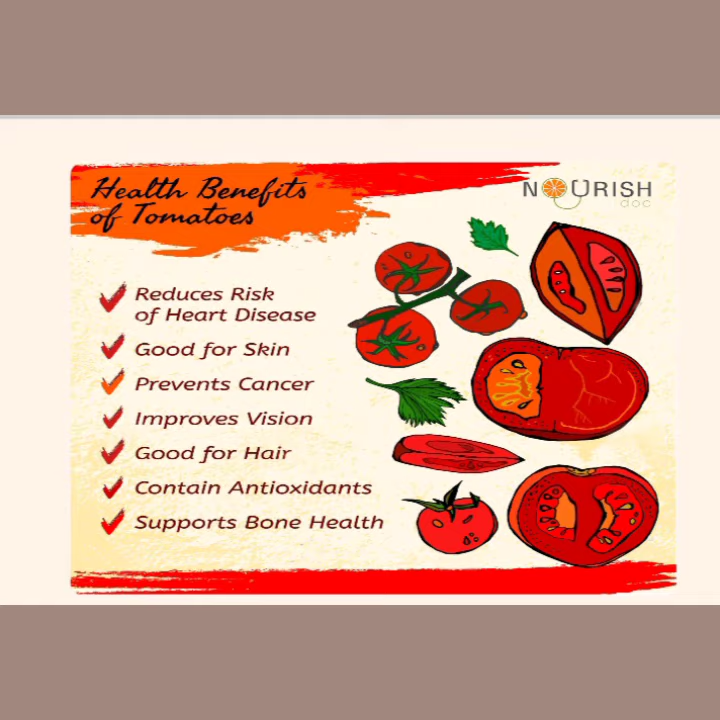 Health Benefits
of Tomatoes
NOURISH
doc
Reduces Risk
of Heart Disease
Good for Skin
Prevents Cancer
Improves Vision
Good for Hair
Contain Antioxidants
Supports Bone Health